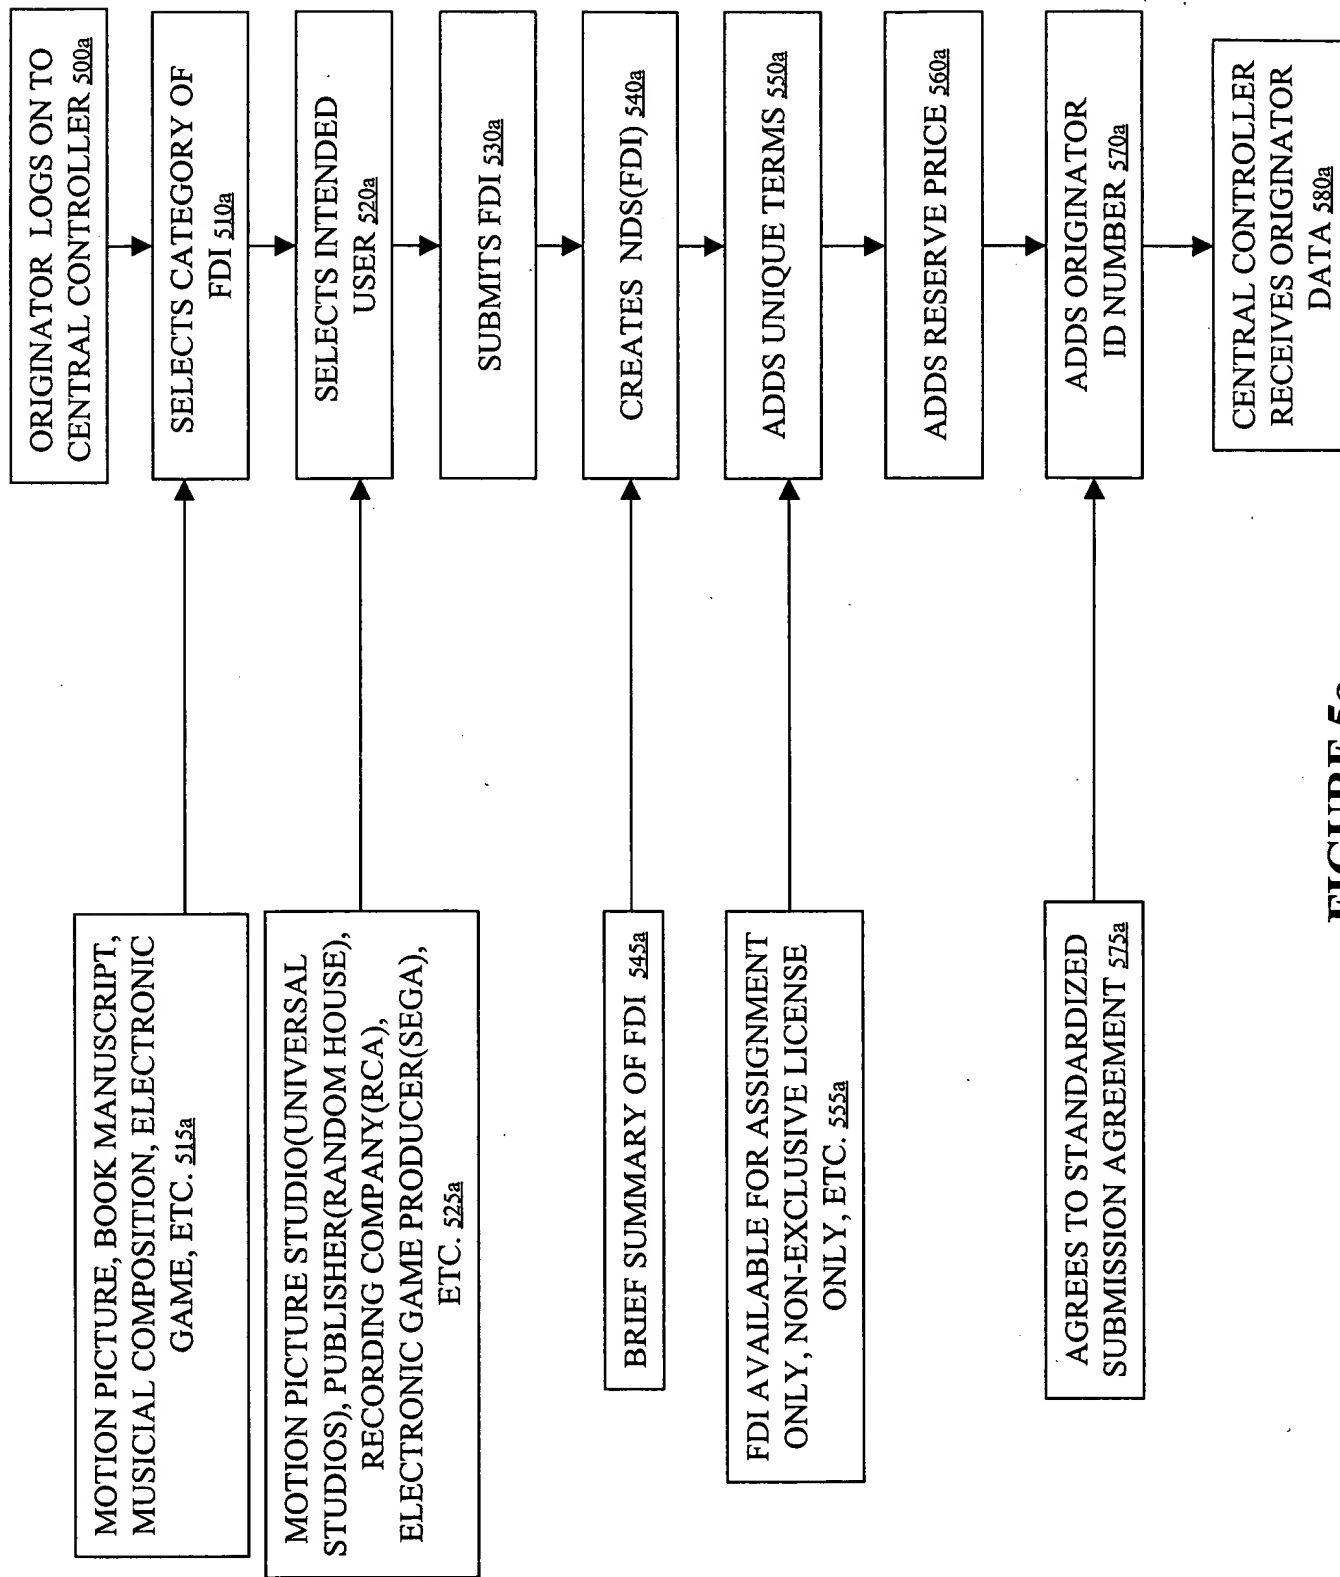 ORIGINATOR LOGS ON TO
CENTRAL CONTROLLER 500a
MOTION PICTURE, BOOK MANUSCRIPT,
MUSICIAL COMPOSITION, ELECTRONIC
GAME, ETC. 515a
SELECTS CATEGORY OF
FDI 510a
MOTION PICTURE STUDIO(UNIVERSAL
STUDIOS), PUBLISHER(RANDOM HOUSE),
RECORDING COMPANY(RCA),
ELECTRONIC GAME PRODUCER(SEGA),
ETC. 525a
SELECTS INTENDED
USER 520a
SUBMITS FDI 530a
BRIEF SUMMARY OF FDI 545a
CREATES NDS(FDI) 540a
FDI AVAILABLE FOR ASSIGNMENT
ONLY, NON-EXCLUSIVE LICENSE
ONLY, ETC. 555a
ADDS UNIQUE TERMS 550a
ADDS RESERVE PRICE 560a
AGREES TO STANDARDIZED
SUBMISSION AGREEMENT 575a
ADDS ORIGINATOR
ID NUMBER 570a
CENTRAL CONTROLLER
RECEIVES ORIGINATOR
DATA 580a
FIGURE 5a